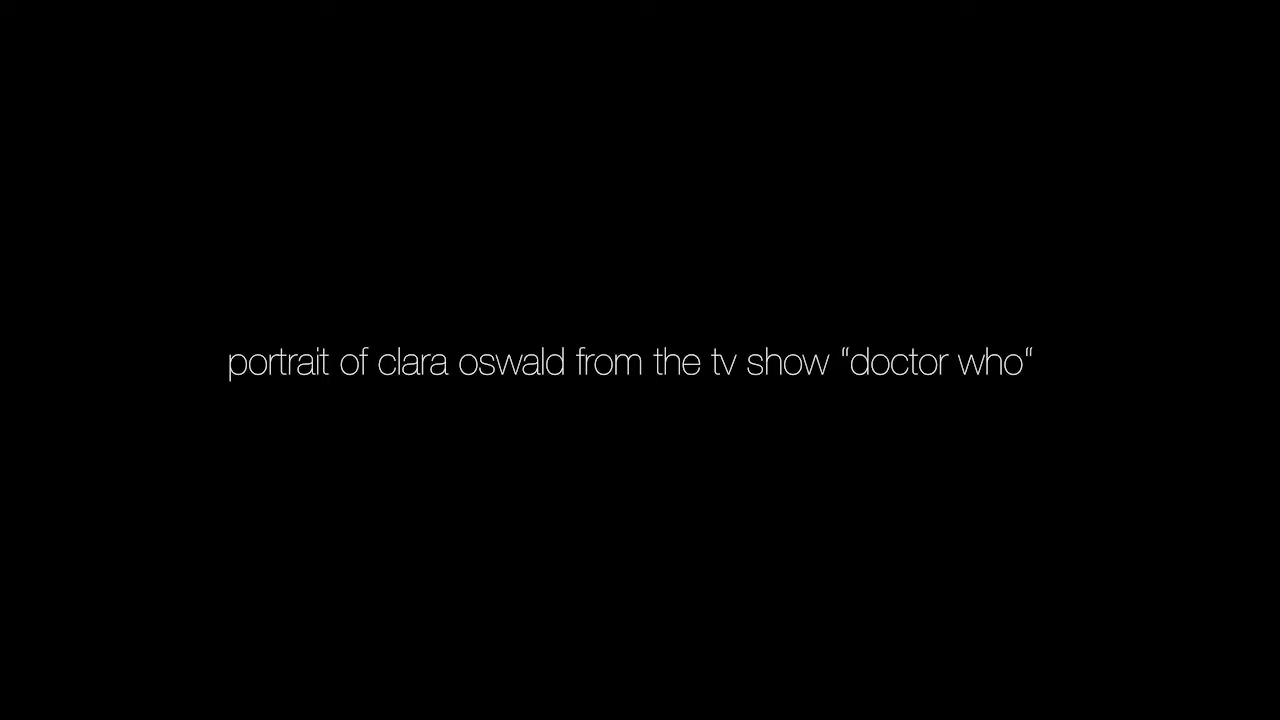 portrait of clara oswald from the tv show “doctor who“